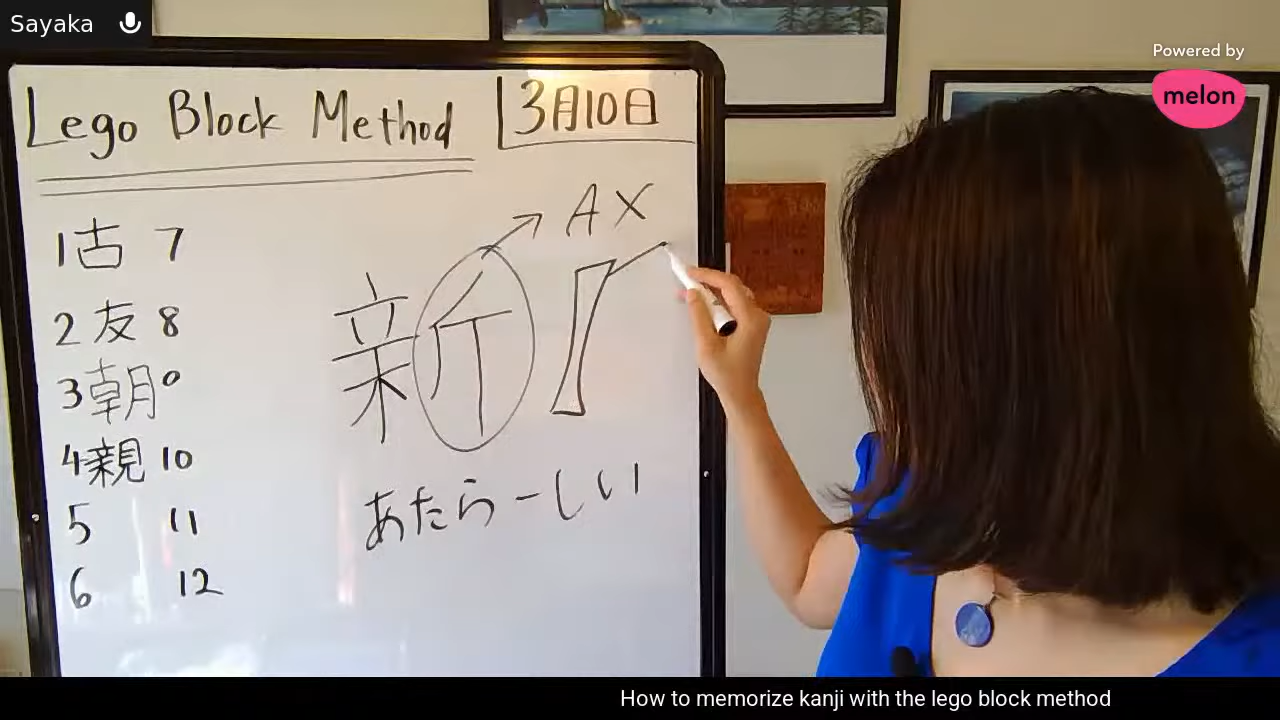 Sayaka
Powered by
melon
Lego Block Method
3月10日
1古 7
2 友 8
3朝
4親 10
5 11
6 12
AX
新
あたらーしい
How to memorize kanji with the lego block method